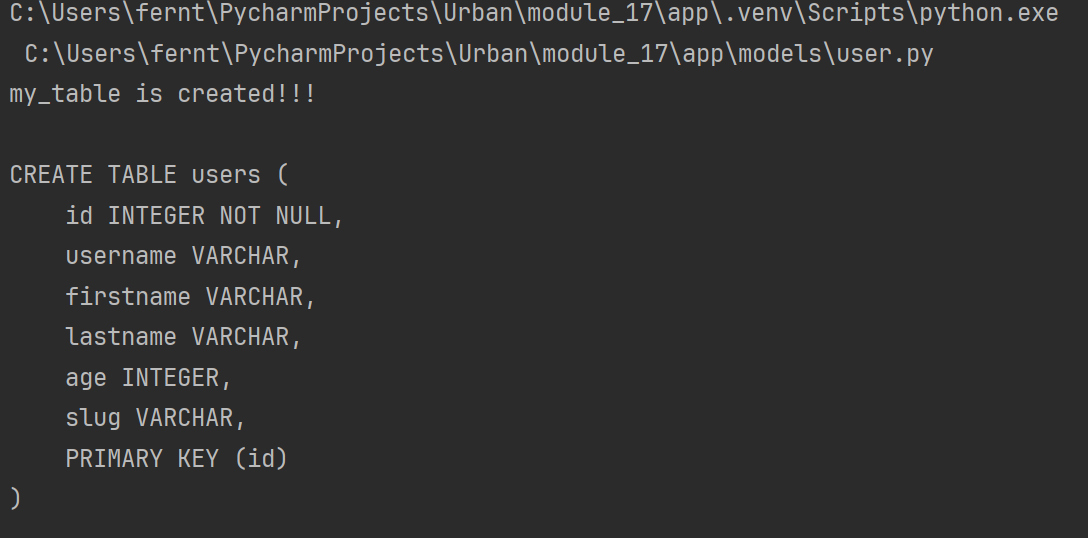 C:\Users\fernt\PycharmProjects\Urban\module_17\app\.venv\Scripts\python.exe
C:\Users\fernt\PycharmProjects\Urban\module_17\app\models\user.py
my_table is created!!!
CREATE TABLE users (
id INTEGER NOT NULL,
username VARCHAR,
firstname VARCHAR,
lastname VARCHAR,
age INTEGER,
slug VARCHAR,
PRIMARY KEY (id)
)